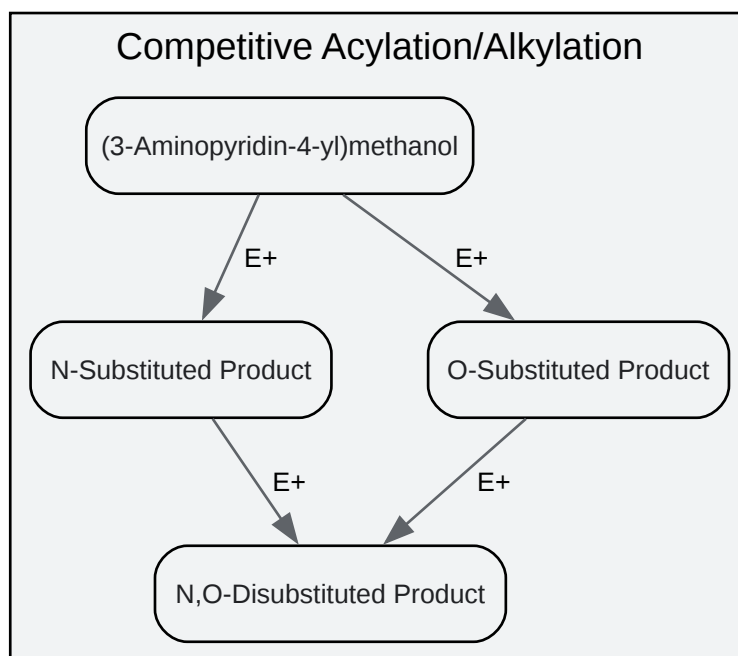 Competitive Acylation/Alkylation
(3-Aminopyridin-4-yl)methanol
E+
E+
N-Substituted Product
O-Substituted Product
E+
E+
N,O-Disubstituted Product